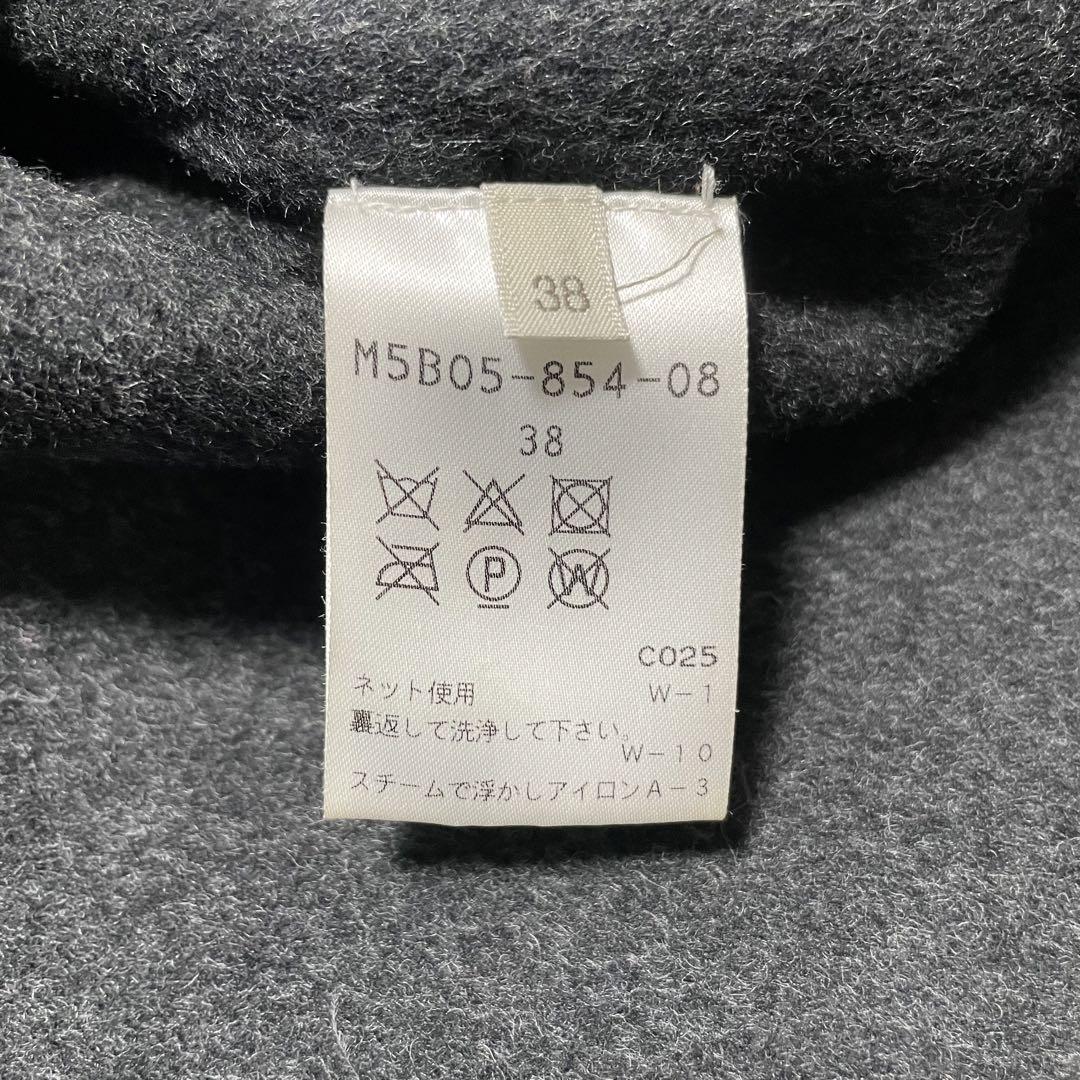 38
M5B05-854-08
38
P
W
C025
ネット使用 W-1
裏返して洗浄して下さい。
W-10
スチームで浮かしアイロンA-3